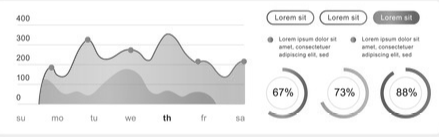 400
300
200
100
0
su mo tu we th fr sa
Lorem sit Lorem sit Lorem sit
Lorem ipsum dolor sit
amet, consectetuer
adipiscing elit, sed
Lorem ipsum dolor sit
amet, consectetuer
adipiscing elit, sed
67% 73% 88%